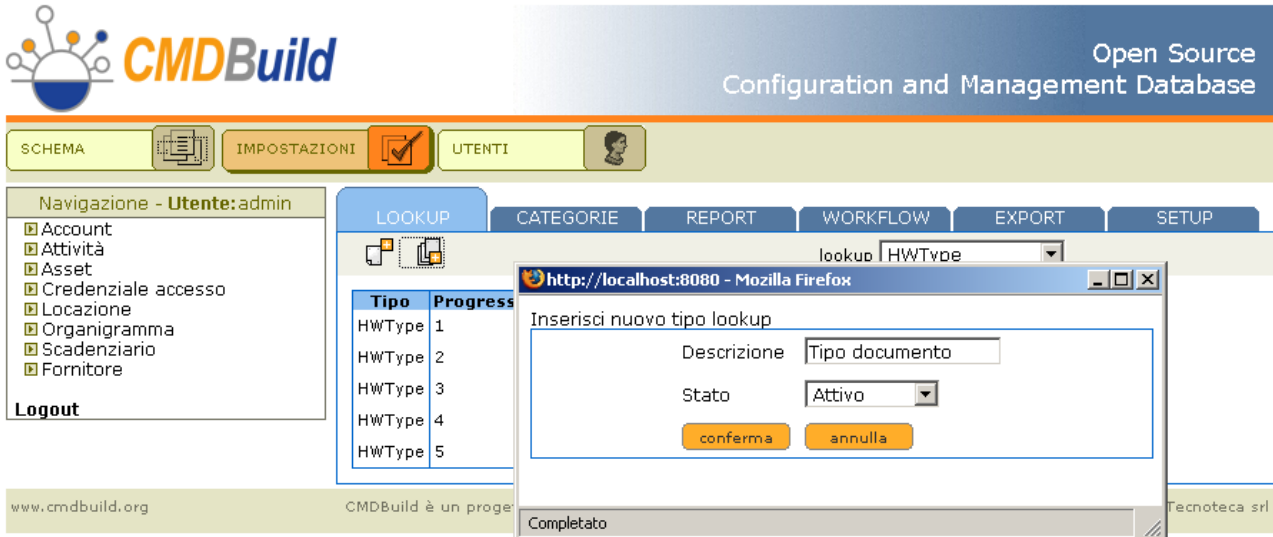 CMDBuild
Open Source
Configuration and Management Database
SCHEMA
IMPOSTAZIONI
UTENTI
Navigazione - Utente:admin
Account
Attività
Asset
Credenziale accesso
Locazione
Organigramma
Scadenziario
Fornitore
Logout
LOOKUP CATEGORIE REPORT WORKFLOW EXPORT SETUP
lookup HWType
Tipo Progress
HWType 1
HWType 2
HWType 3
HWType 4
HWType 5
http://localhost:8080 - Mozilla Firefox
Inserisci nuovo tipo lookup
Descrizione Tipo documento
Stato Attivo
conferma annulla
Completato
www.cmdbuild.org
CMDBuild è un proge
Tecnoteca srl